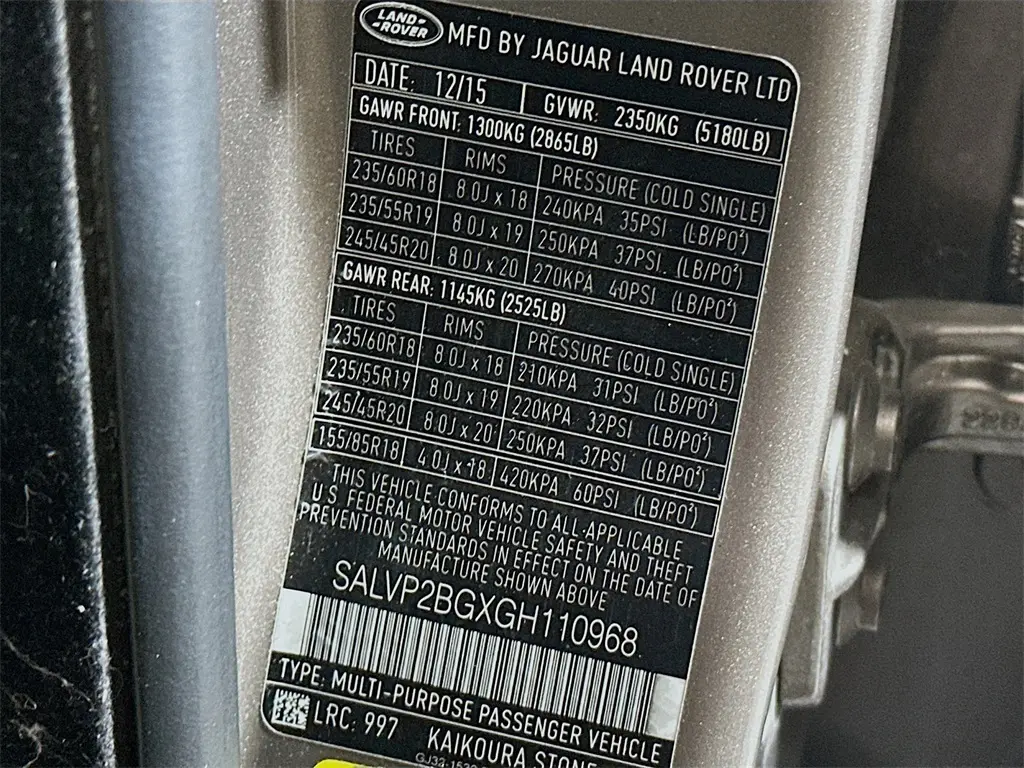 LAND-
-ROVER
MFD BY JAGUAR LAND ROVER LTD
DATE: 12/15 GVWR: 2350KG (5180LB)
GAWR FRONT: 1300KG (2865LB)
TIRES RIMS PRESSURE (COLD SINGLE)
235/60R18 8.0J x 18 240KPA 35PSI (LB/PO²)
235/55R19 8.0J x 19 250KPA 37PSI (LB/PO²)
245/45R20 8.0J x 20 270KPA 40PSI (LB/PO²)
GAWR REAR: 1145KG (2525LB)
TIRES RIMS PRESSURE (COLD SINGLE)
235/60R18 8.0J x 18 210KPA 31PSI (LB/PO²)
235/55R19 8.0J x 19 220KPA 32PSI (LB/PO²)
245/45R20 8.0J x 20 250KPA 37PSI (LB/PO²)
155/85R18 4.0J x 18 420KPA 60PSI (LB/PO²)
THIS VEHICLE CONFORMS TO ALL APPLICABLE
U.S. FEDERAL MOTOR VEHICLE SAFETY AND THEFT
PREVENTION STANDARDS IN EFFECT ON THE DATE OF
MANUFACTURE SHOWN ABOVE
SALVP2BGXGH110968
TYPE: MULTI-PURPOSE PASSENGER VEHICLE
LRC: 997 KAIKOURA STONE